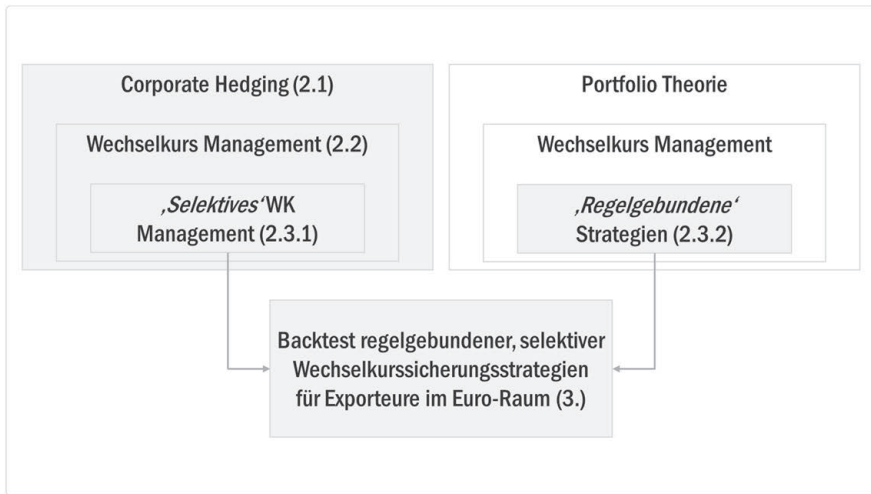 Corporate Hedging (2.1)
Wechselkurs Management (2.2)
‚Selektives‘WK
Management (2.3.1)
Portfolio Theorie
Wechselkurs Management
‚Regelgebundene‘
Strategien (2.3.2)
Backtest regelgebundener, selektiver
Wechselkurssicherungsstrategien
für Exporteure im Euro-Raum (3.)